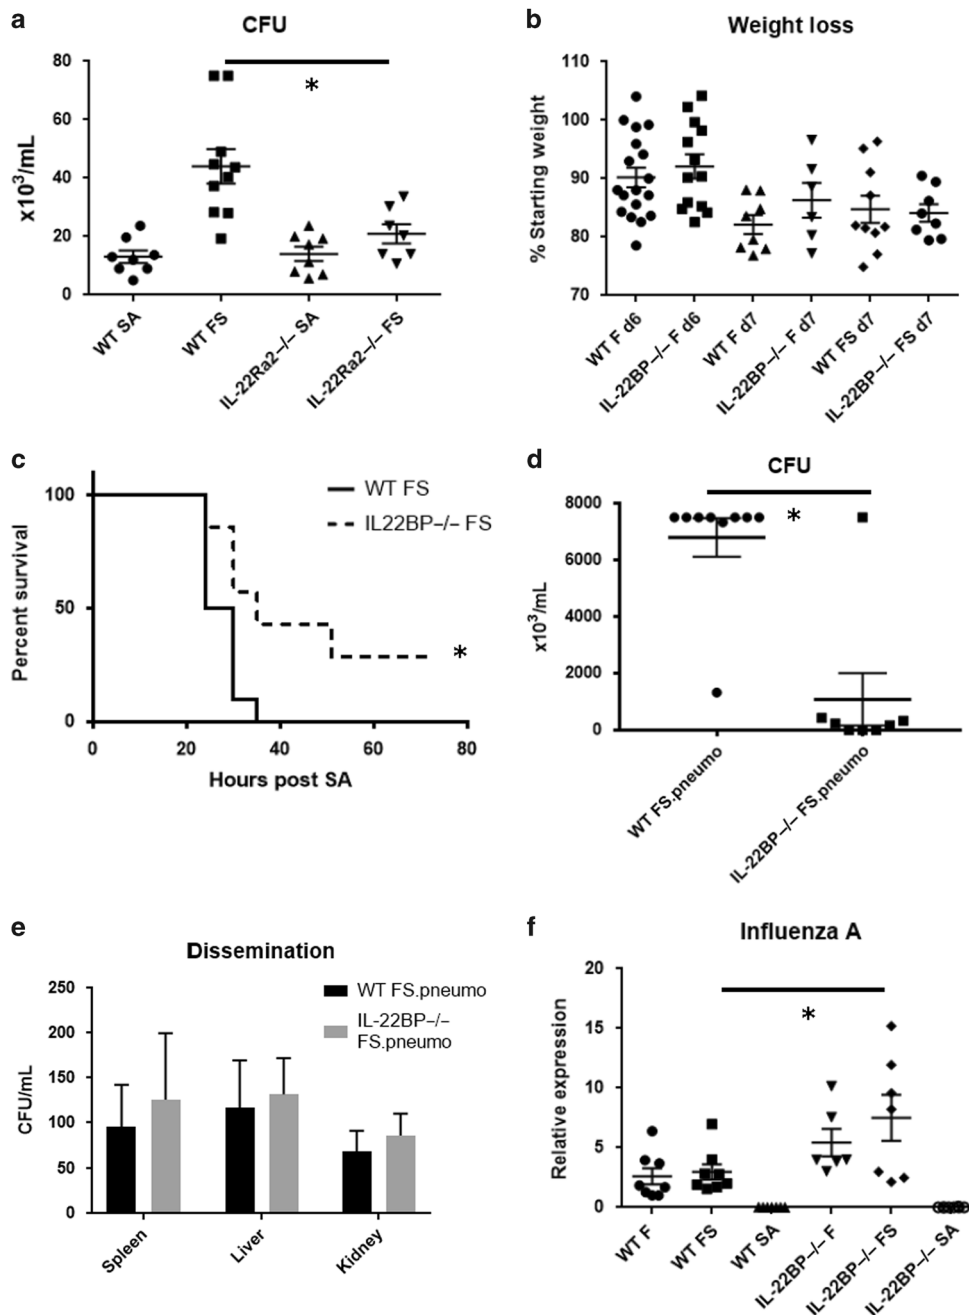 a
CFU
x10³/mL
80
60
40
20
0
*
WT SA
WT FS
IL-22Ra2–/– SA
IL-22Ra2–/– FS
b
Weight loss
% Starting weight
110
100
90
80
70
WT F d6
IL-22BP–/– F d6
WT F d7
IL-22BP–/– F d7
WT FS d7
IL-22BP–/– FS d7
c
Percent survival
100
50
0
WT FS
IL22BP–/– FS
*
0 20 40 60 80
Hours post SA
d
CFU
x10³/mL
8000
6000
4000
2000
0
*
WT FS.pneumo
IL-22BP–/– FS.pneumo
e
Dissemination
CFU/mL
250
200
150
100
50
0
WT FS.pneumo
IL-22BP–/–
FS.pneumo
Spleen
Liver
Kidney
f
Influenza A
Relative expression
20
15
10
5
0
*
WT F
WT FS
WT SA
IL-22BP–/– F
IL-22BP–/– FS
IL-22BP–/– SA